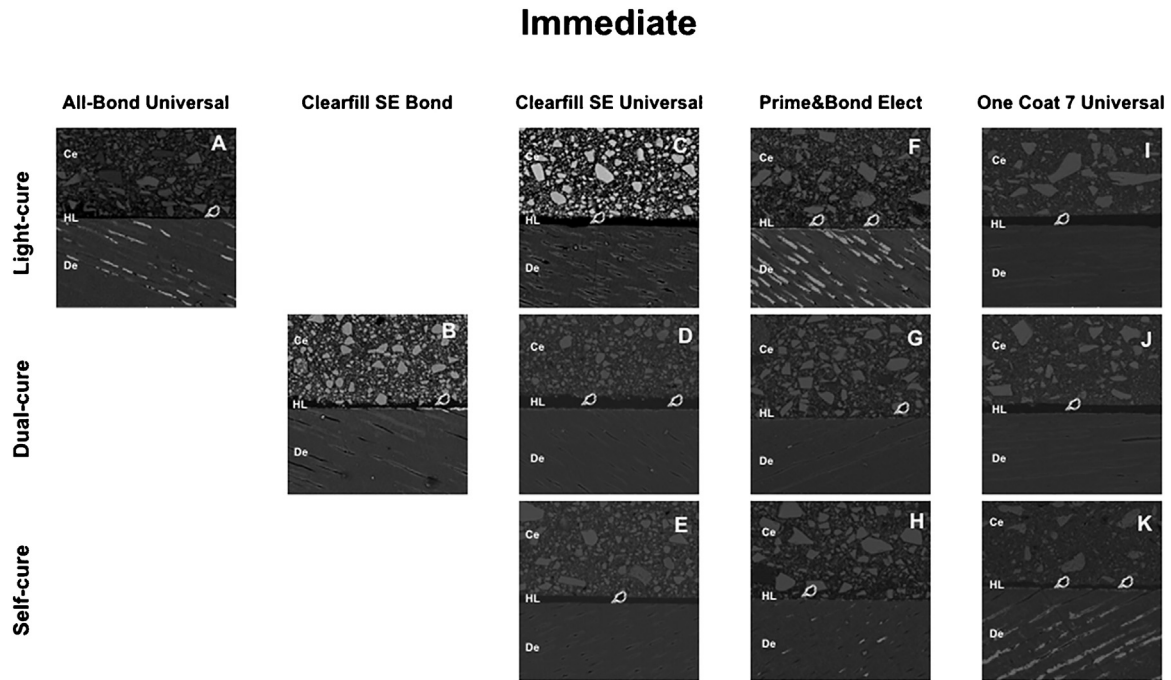 Immediate
All-Bond Universal
Clearfill SE Bond
Clearfill SE Universal
Prime&Bond Elect
One Coat 7 Universal
Light-cure
A
Ce
HL
De
C
Ce
HL
De
F
Ce
HL
De
I
Ce
HL
De
Dual-cure
B
Ce
HL
De
D
Ce
HL
De
G
Ce
HL
De
J
Ce
HL
De
Self-cure
E
Ce
HL
De
H
Ce
HL
De
K
Ce
HL
De